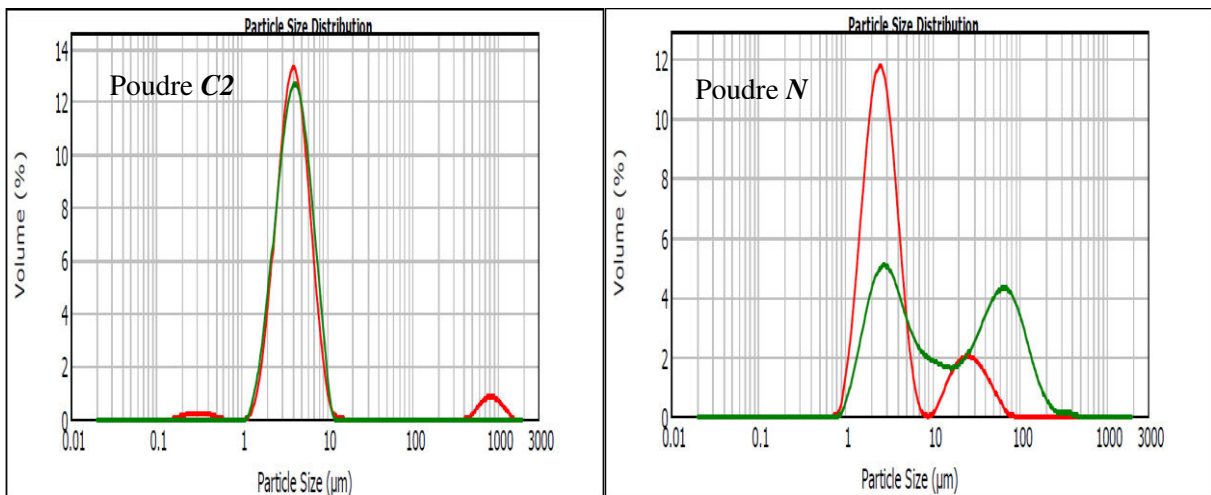 Particle Size Distribution
Poudre C2
Volume (%)
14
12
10
8
6
4
2
0
0.01 0.1 1 10 100 1000 3000
Particle Size (µm)
Particle Size Distribution
Poudre N
Volume (%)
12
10
8
6
4
2
0
0.01 0.1 1 10 100 1000 3000
Particle Size (µm)